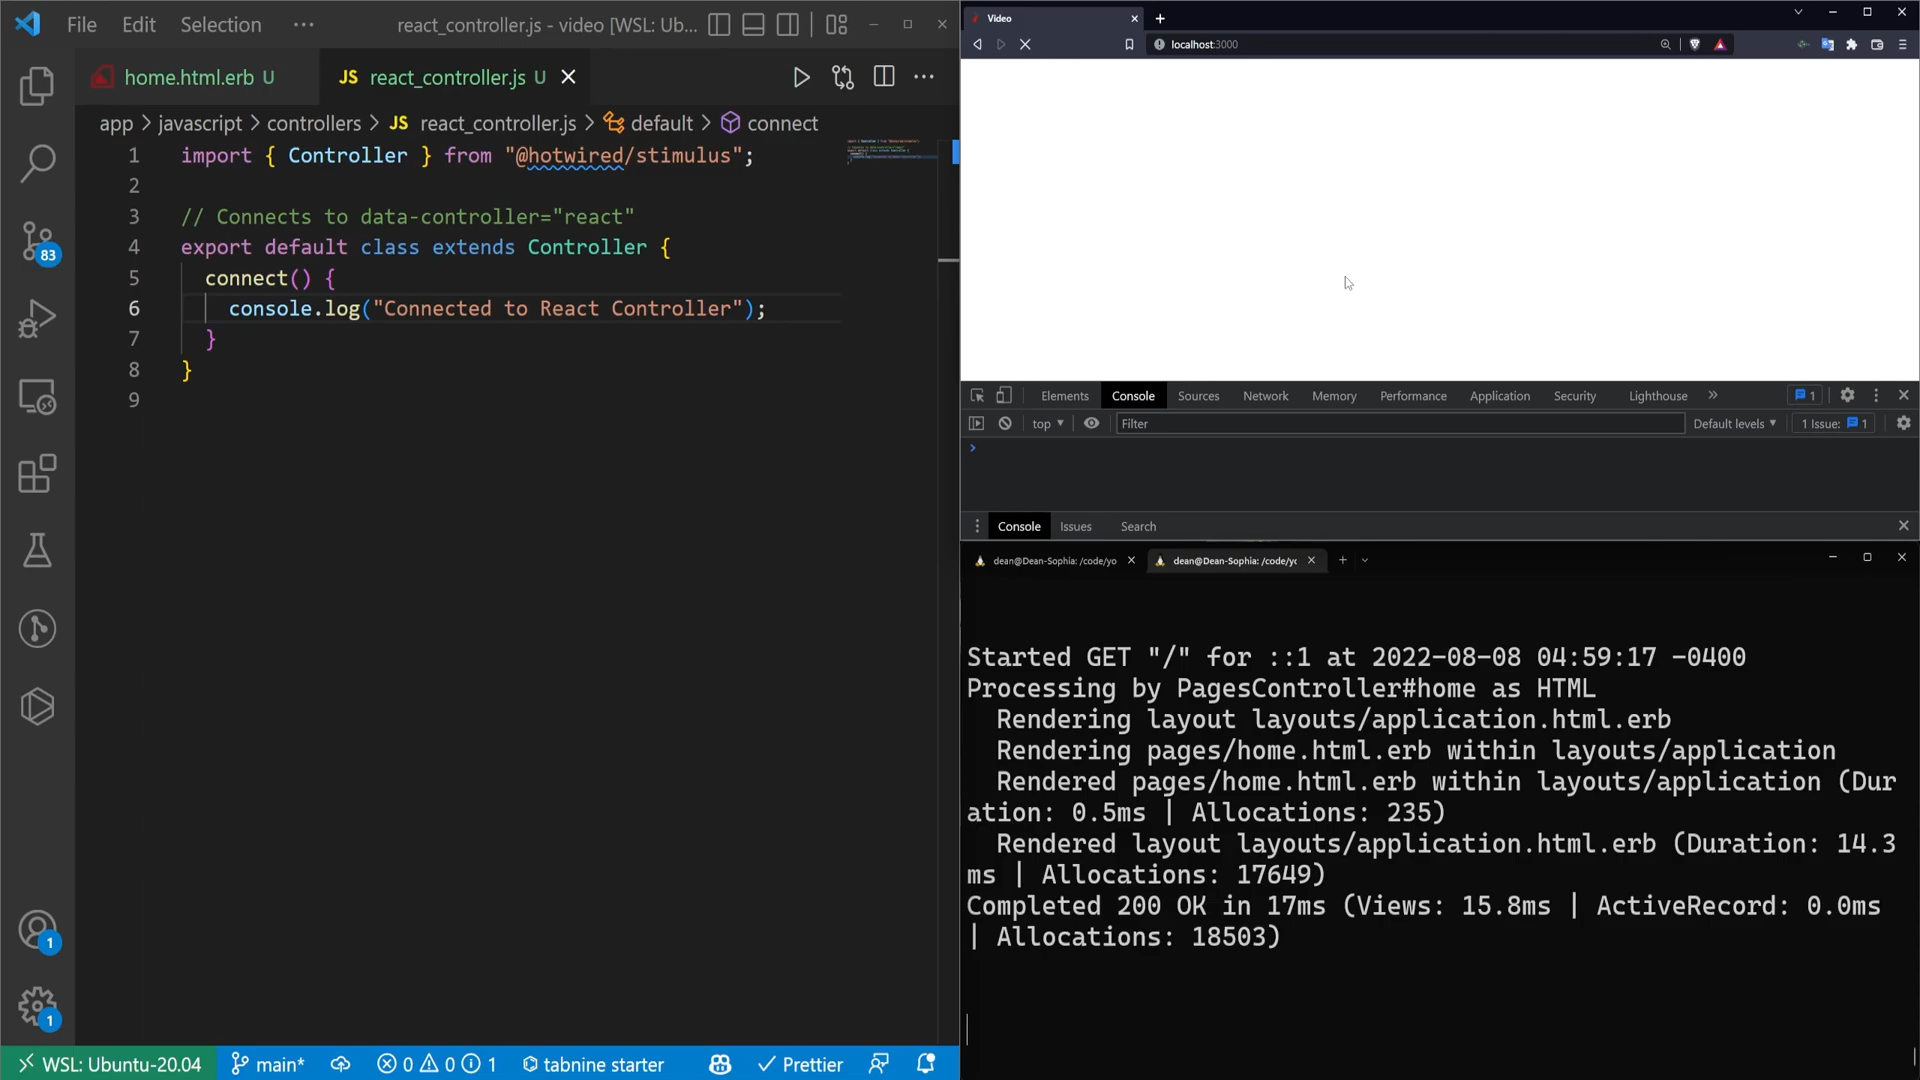 File Edit Selection ··· react_controller.js - video [WSL: Ub...
home.html.erb U JS react_controller.js U
app > javascript > controllers > JS react_controller.js > default > connect
1 import { Controller } from "@hotwired/stimulus";
2
3 // Connects to data-controller="react"
4 export default class extends Controller {
5 connect() {
6 console.log("Connected to React Controller");
7 }
8 }
9
83
1
1
WSL: Ubuntu-20.04 main* 0 0 1 tabnine starter Prettier
Video
localhost:3000
Elements Console Sources Network Memory Performance Application Security Lighthouse » 1
top Filter Default levels 1 Issue: 1
Console Issues Search
dean@Dean-Sophia: /code/yo dean@Dean-Sophia: /code/yo
Started GET "/" for ::1 at 2022-08-08 04:59:17 -0400
Processing by PagesController#home as HTML
Rendering layout layouts/application.html.erb
Rendering pages/home.html.erb within layouts/application
Rendered pages/home.html.erb within layouts/application (Dur
ation: 0.5ms | Allocations: 235)
Rendered layout layouts/application.html.erb (Duration: 14.3
ms | Allocations: 17649)
Completed 200 OK in 17ms (Views: 15.8ms | ActiveRecord: 0.0ms
| Allocations: 18503)